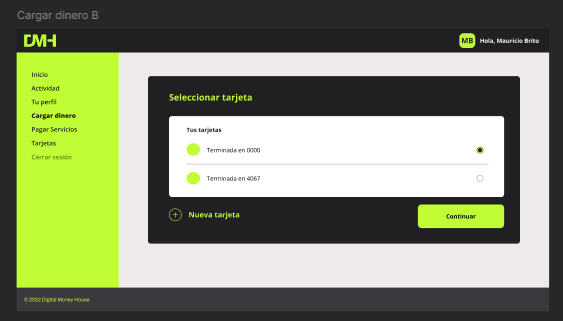 Cargar dinero B
DMH
MB Hola, Mauricio Brito
Inicio
Actividad
Tu perfil
Cargar dinero
Pagar Servicios
Tarjetas
Cerrar sesión
Seleccionar tarjeta
Tus tarjetas
Terminada en 0000
Terminada en 4067
Nueva tarjeta
Continuar
© 2022 Digital Money House